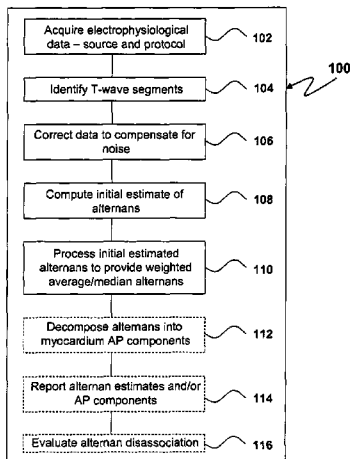 Acquire electrophysiological
data – source and protocol
102
100
Identify T-wave segments
104
Correct data to compensate for
noise
106
Compute initial estimate of
alternans
108
Process initial estimated
alternans to provide weighted
average/median alternans
110
Decompose alternans into
myocardium AP components
112
Report alternan estimates and/or
AP components
114
Evaluate alternan disassociation
116